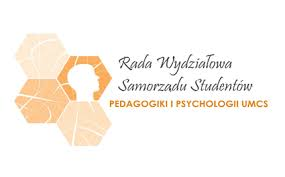 Rada Wydziałowa
Samorządu Studentów
PEDAGOGIKI I PSYCHOLOGII UMCS